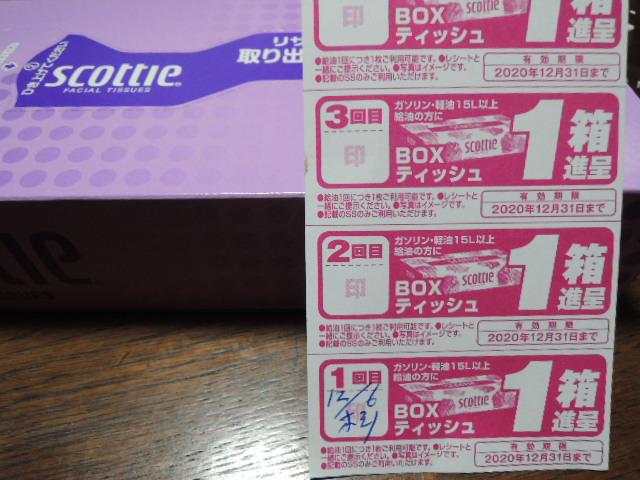 ひき上げてください
scottie®
FACIAL TISSUES
リサ
取り出
印
BOX
ティッシュ
箱
進呈
●給油1回につき1枚ご利用可能です。●レシートと
一緒にご提示ください。●写真はイメージです。
●記載のSSのみご利用いただけます。
有効期限
2020年12月31日まで
3回目
印
ガソリン・軽油15L以上
給油の方に
scottie
BOX
ティッシュ
1箱
進呈
●給油1回につき1枚ご利用可能です。●レシートと
一緒にご提示ください。●写真はイメージです。
●記載のSSのみご利用いただけます。
有効期限
2020年12月31日まで
2回目
印
ガソリン・軽油15L以上
給油の方に
scottie
BOX
ティッシュ
1箱
進呈
●給油1回につき1枚ご利用可能です。●レシートと
一緒にご提示ください。●写真はイメージです。
●記載のSSのみご利用いただけます。
有効期限
2020年12月31日まで
1回目
印
12/6
ガソリン・軽油15L以上
給油の方に
scottie
BOX
ティッシュ
1箱
進呈
●給油1回につき1枚ご利用可能です。●レシートと
一緒にご提示ください。●写真はイメージです。
●記載のSSのみご利用いただけます。
有効期限
2020年12月31日まで
ttie
TISSUES